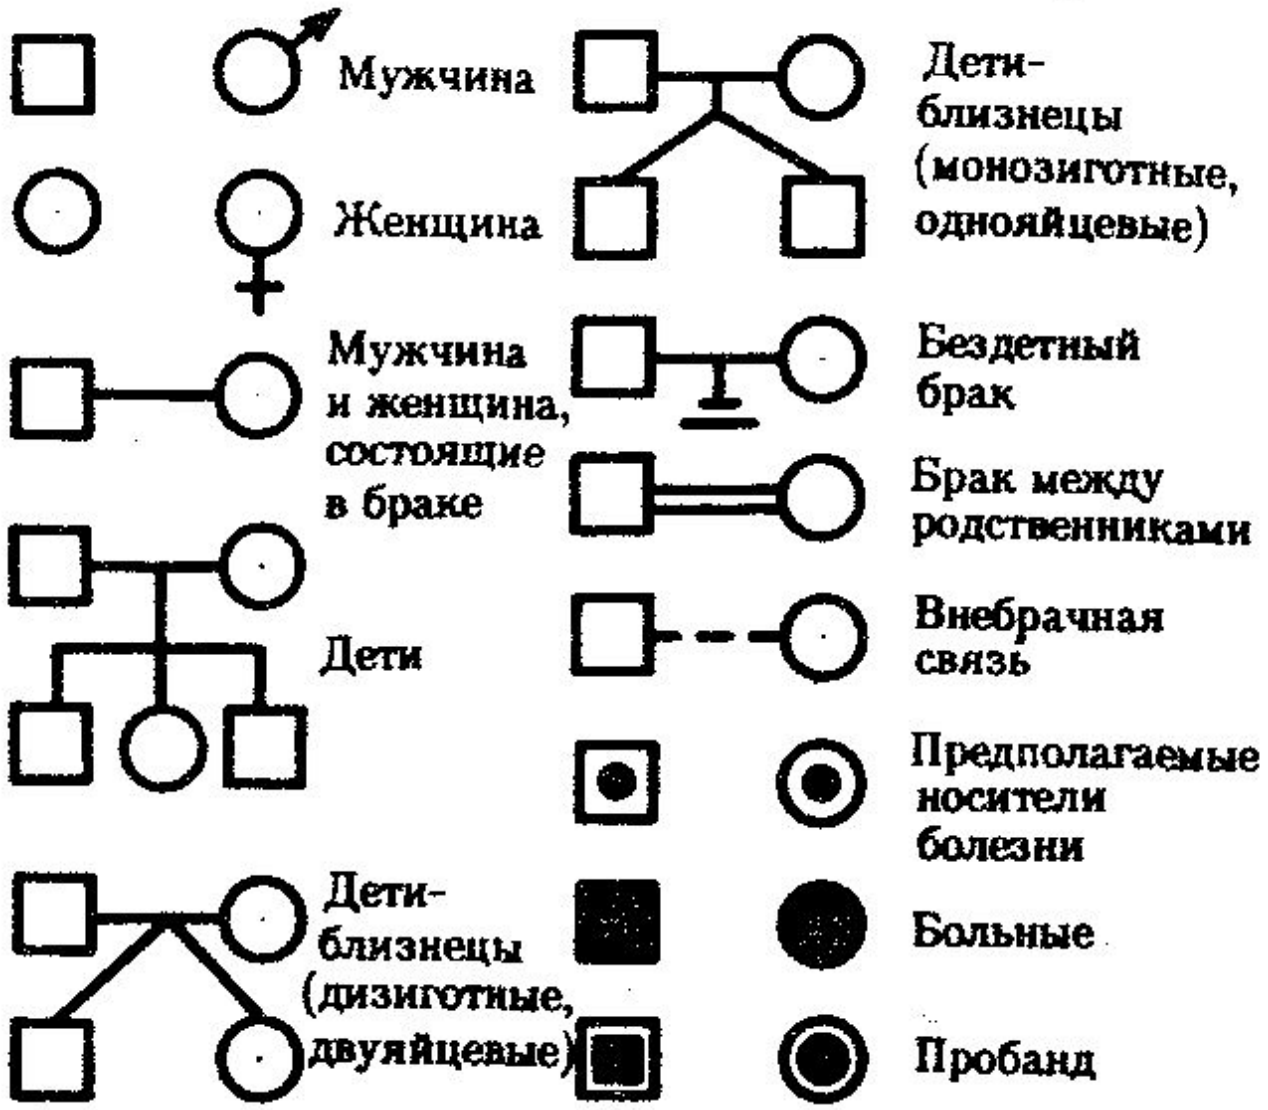 Мужчина
Женщина
Мужчина
и женщина,
состоящие
в браке
Дети
Дети-
близнецы
(дизиготные,
двуяйцевые)
Дети-
близнецы
(монозиготные,
однояйцевые)
Бездетный
брак
Брак между
родственниками
Внебрачная
связь
Предполагаемые
носители
болезни
Больные
Пробанд